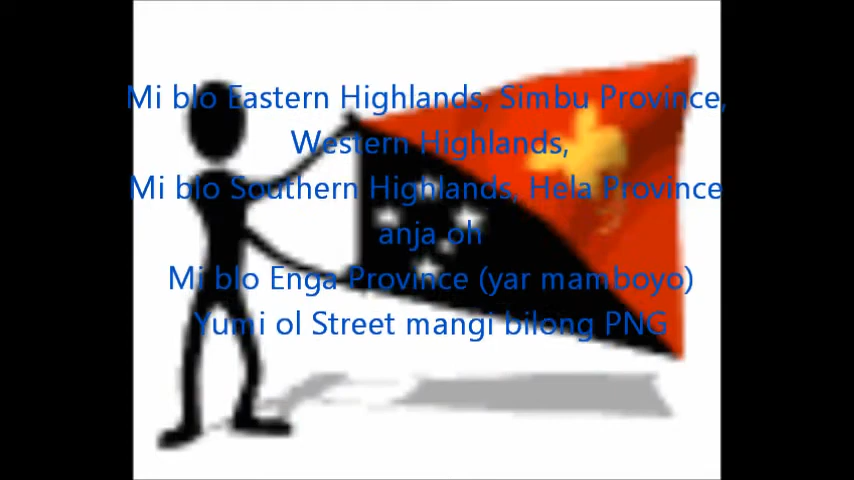 Mi blo Eastern Highlands, Simbu Province,
Western Highlands,
Mi blo Southern Highlands, Hela Province
anja oh
Mi blo Enga Province (yar mamboyo)
Yumi ol Street mangi bilong PNG